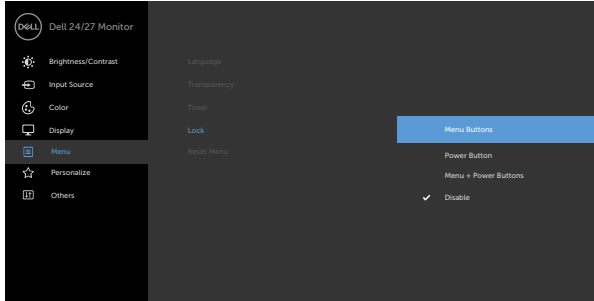 DELL
Dell 24/27 Monitor
Brightness/Contrast
Input Source
Color
Display
Menu
Personalize
Others
Language
Transparency
Timer
Lock
Reset Menu
Menu Buttons
Power Button
Menu + Power Buttons
Disable